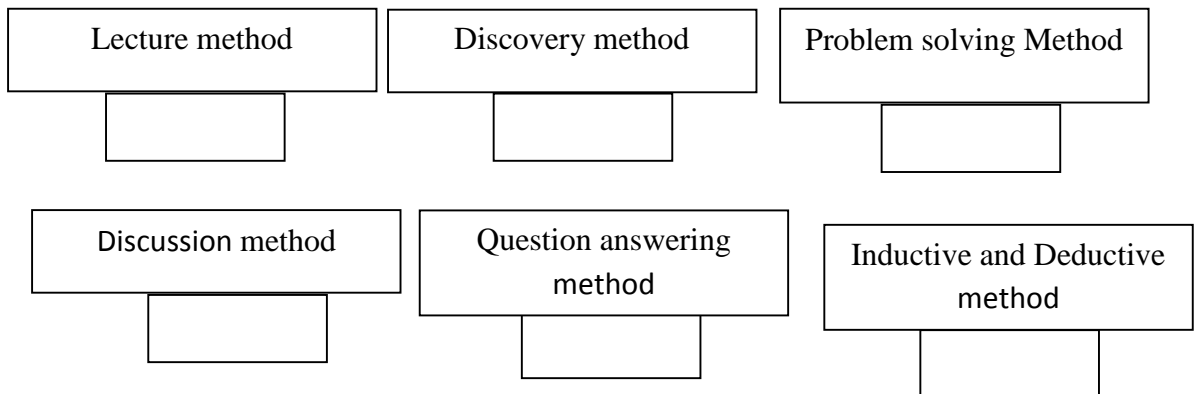 Lecture method
Discovery method
Problem solving Method
Discussion method
Question answering
method
Inductive and Deductive
method